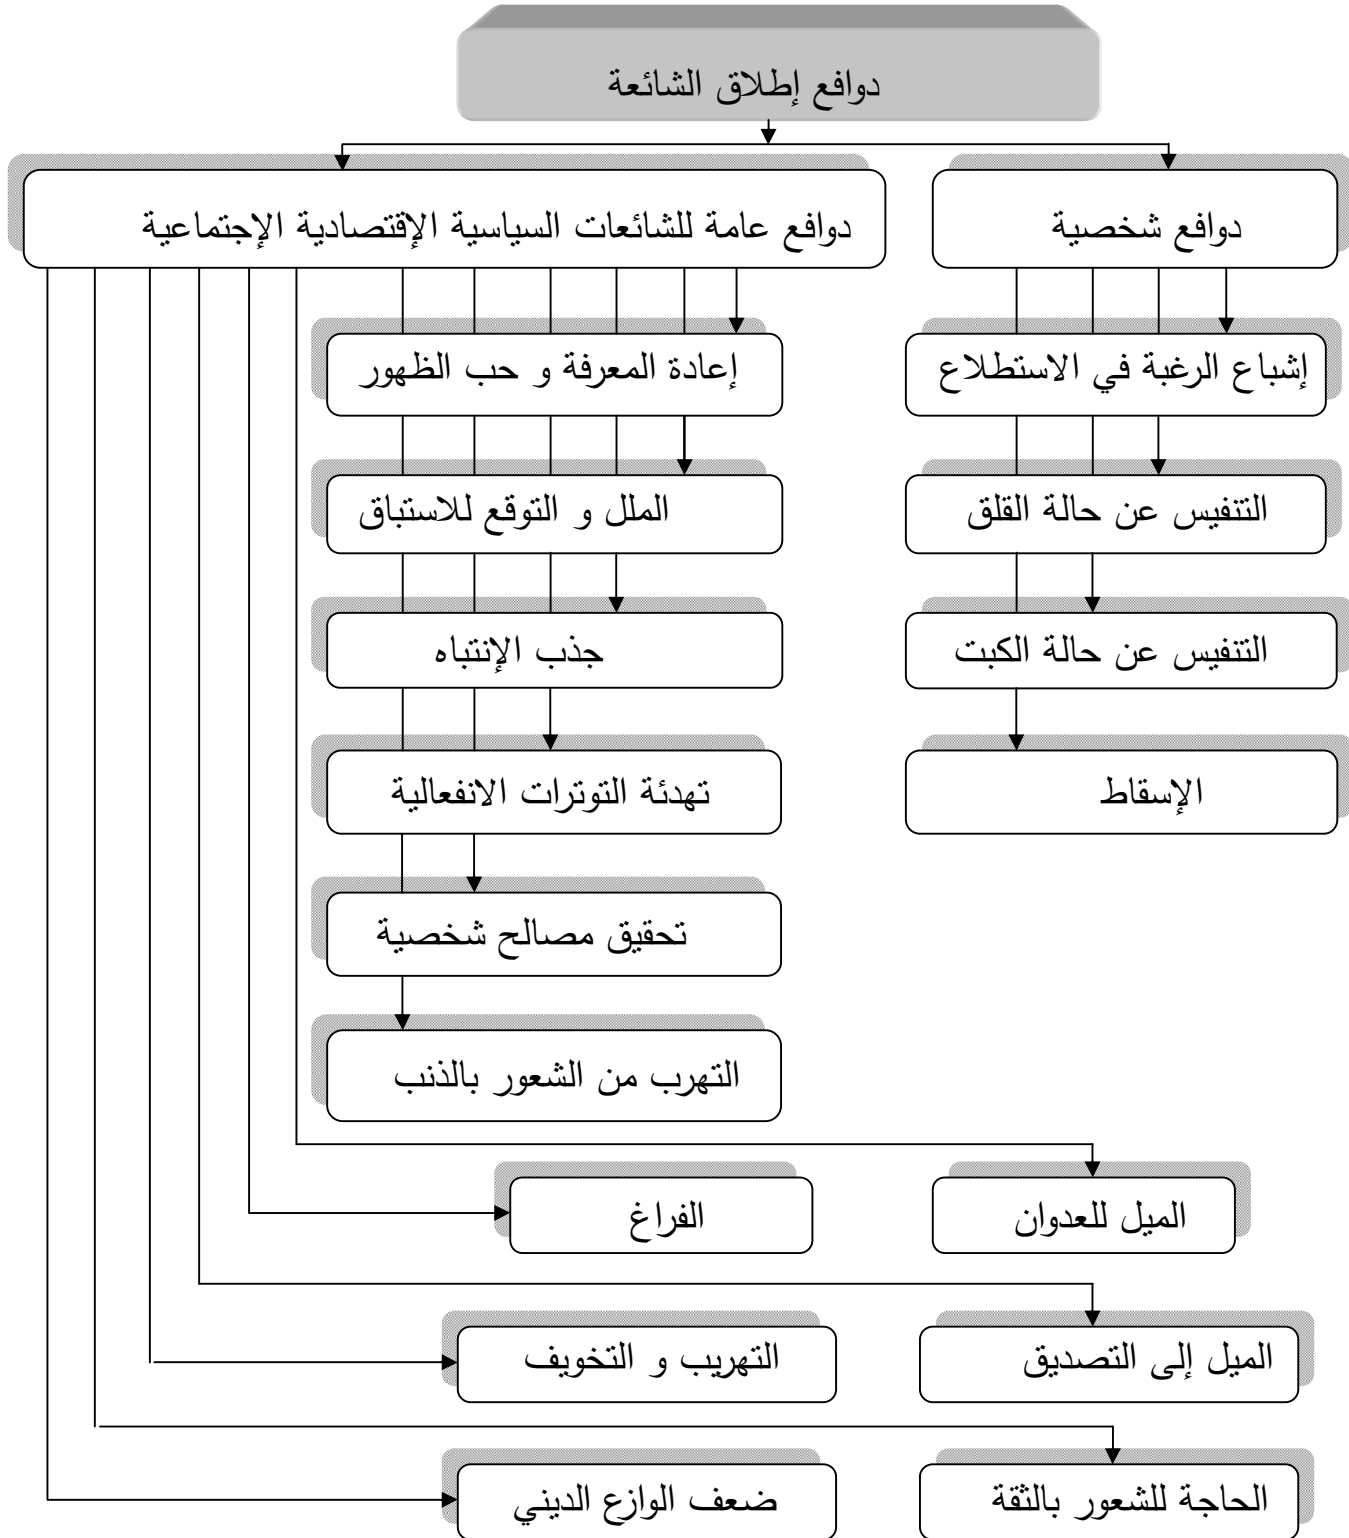 دوافع إطلاق الشائعة
دوافع شخصية
دوافع عامة للشائعات السياسية الإقتصادية الإجتماعية
إشباع الرغبة في الاستطلاع
إعادة المعرفة و حب الظهور
التنفيس عن حالة القلق
الملل و التوقع للاستباق
التنفيس عن حالة الكبت
جذب الإنتباه
الإسقاط
تهدئة التوترات الانفعالية
تحقيق مصالح شخصية
التهرب من الشعور بالذنب
الميل للعدوان
الفراغ
الميل إلى التصديق
التهريب و التخويف
الحاجة للشعور بالثقة
ضعف الوازع الديني